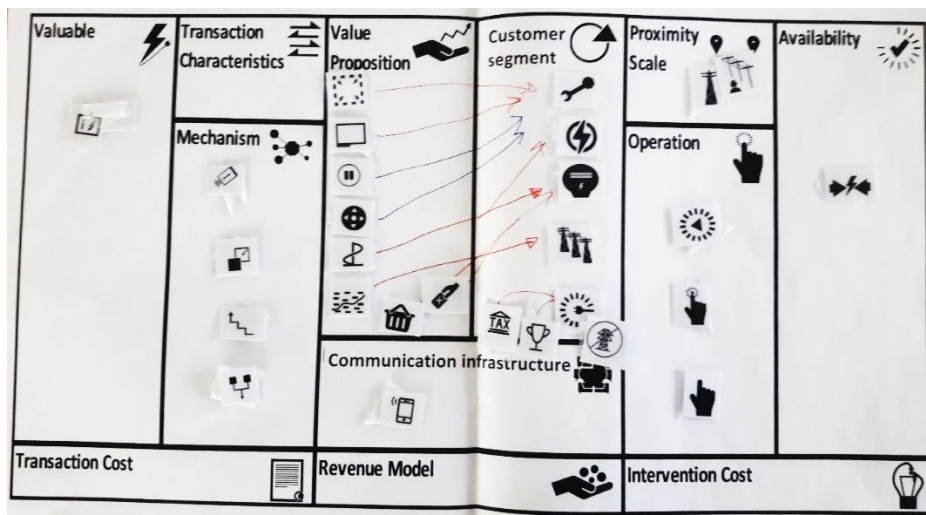 Valuable
Transaction
Characteristics
Value
Proposition
Customer
segment
Proximity
Scale
Availability
Mechanism
Operation
TAX
Communication infrastructure
Transaction Cost
Revenue Model
Intervention Cost